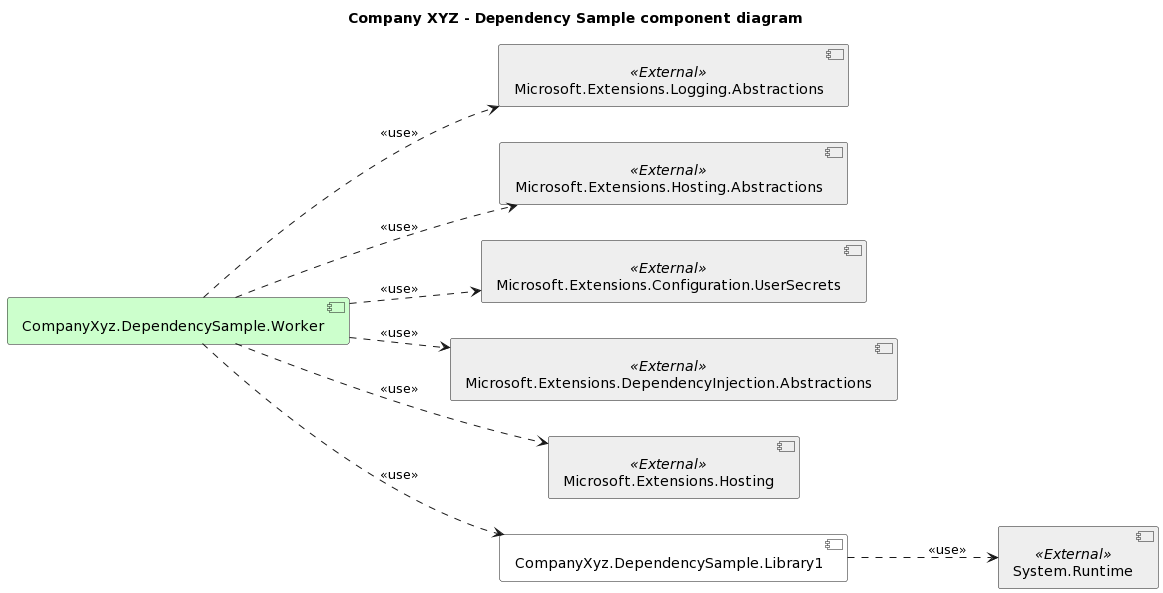 Company XYZ - Dependency Sample component diagram
«External»
Microsoft.Extensions.Logging.Abstractions
«use»
«External»
Microsoft.Extensions.Hosting.Abstractions
«use»
«External»
Microsoft.Extensions.Configuration.UserSecrets
«use»
CompanyXyz.DependencySample.Worker
«use»
«External»
Microsoft.Extensions.DependencyInjection.Abstractions
«use»
«External»
Microsoft.Extensions.Hosting
«use»
CompanyXyz.DependencySample.Library1
«use»
«External»
System.Runtime